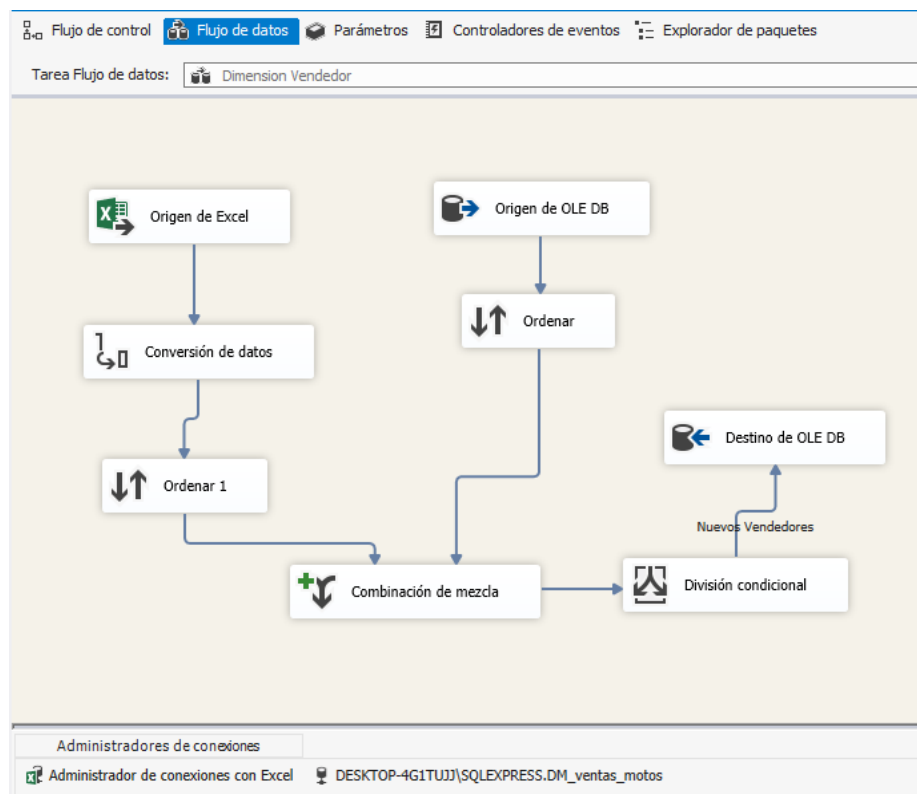 Flujo de control Flujo de datos Parámetros Controladores de eventos Explorador de paquetes
Tarea Flujo de datos: Dimension Vendedor
Origen de Excel
Origen de OLE DB
Ordenar
Conversión de datos
Destino de OLE DB
Ordenar 1
Nuevos Vendedores
Combinación de mezcla
División condicional
Administradores de conexiones
Administrador de conexiones con Excel DESKTOP-4G1TUJJ\SQLEXPRESS.DM_ventas_motos